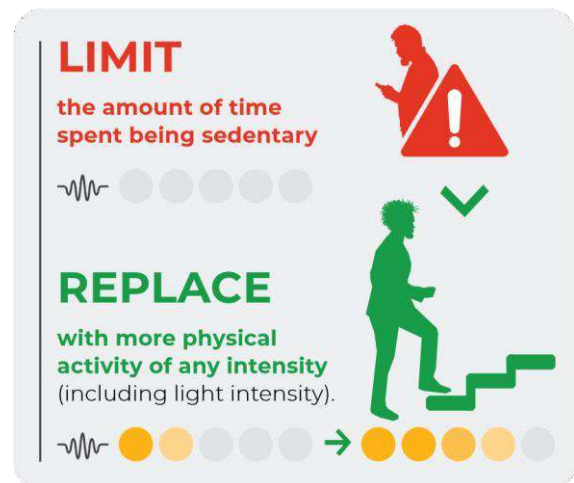 LIMIT
the amount of time
spent being sedentary
REPLACE
with more physical
activity of any intensity
(including light intensity).